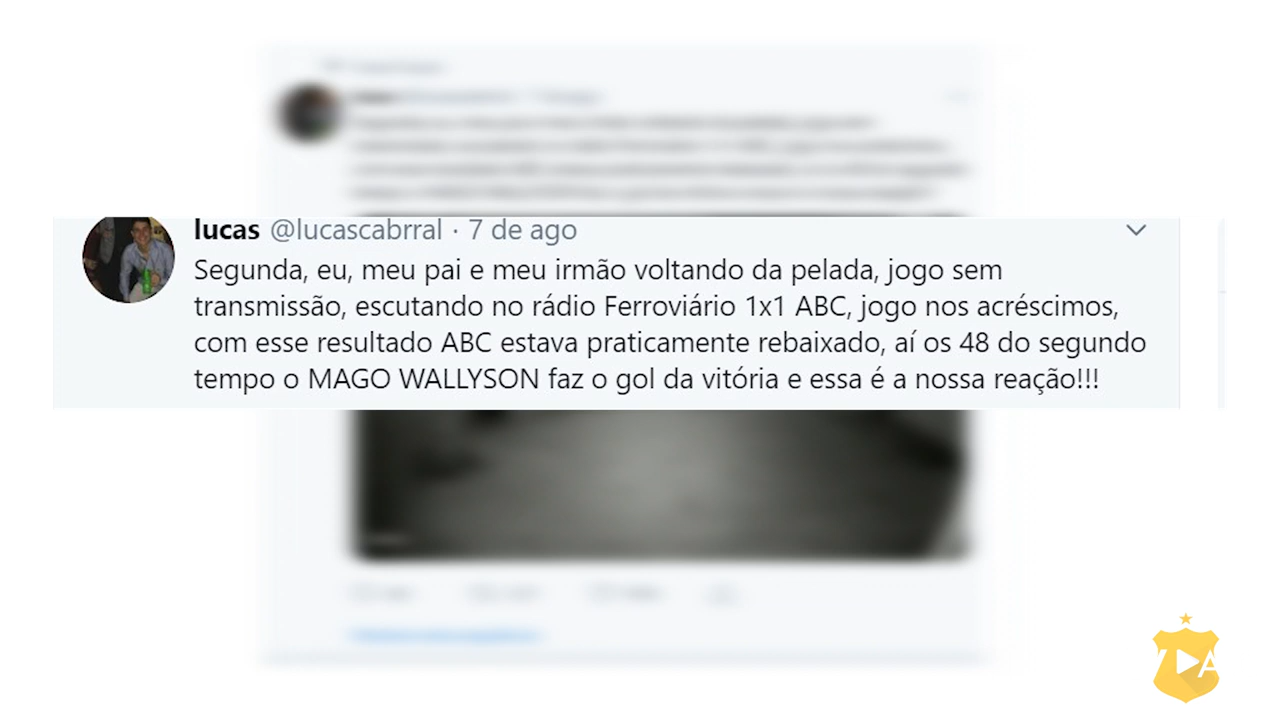 lucas @lucascabrral · 7 de ago
Segunda, eu, meu pai e meu irmão voltando da pelada, jogo sem
transmissão, escutando no rádio Ferroviário 1x1 ABC, jogo nos acréscimos,
com esse resultado ABC estava praticamente rebaixado, aí os 48 do segundo
tempo o MAGO WALLYSON faz o gol da vitória e essa é a nossa reação!!!